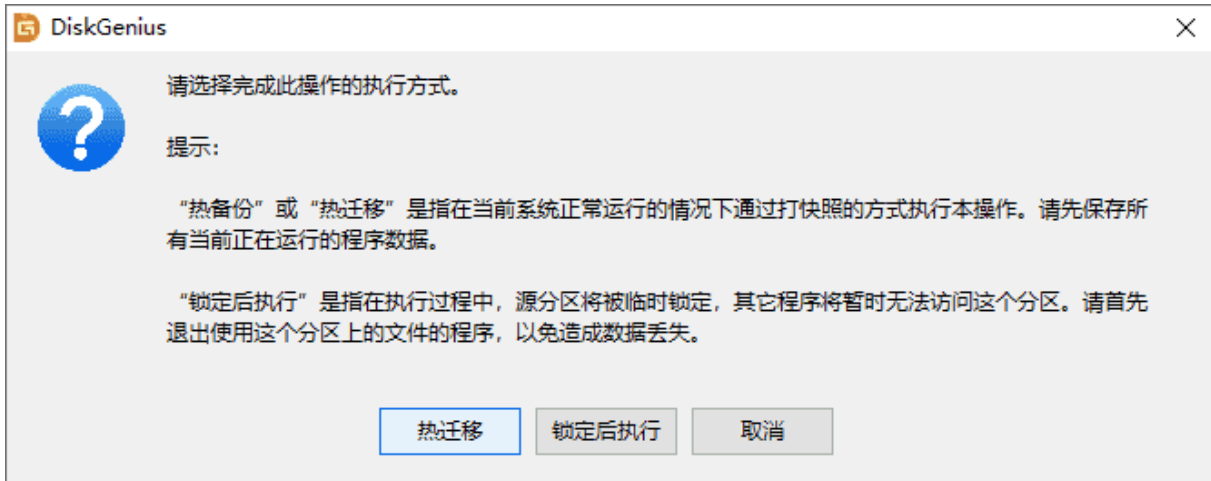 DiskGenius
请选择完成此操作的执行方式。
提示：
“热备份”或“热迁移”是指在当前系统正常运行的情况下通过打快照的方式执行本操作。请先保存所
有当前正在运行的程序数据。
“锁定后执行”是指在执行过程中，源分区将被临时锁定，其它程序将暂时无法访问这个分区。请首先
退出使用这个分区上的文件的程序，以免造成数据丢失。
热迁移
锁定后执行
取消